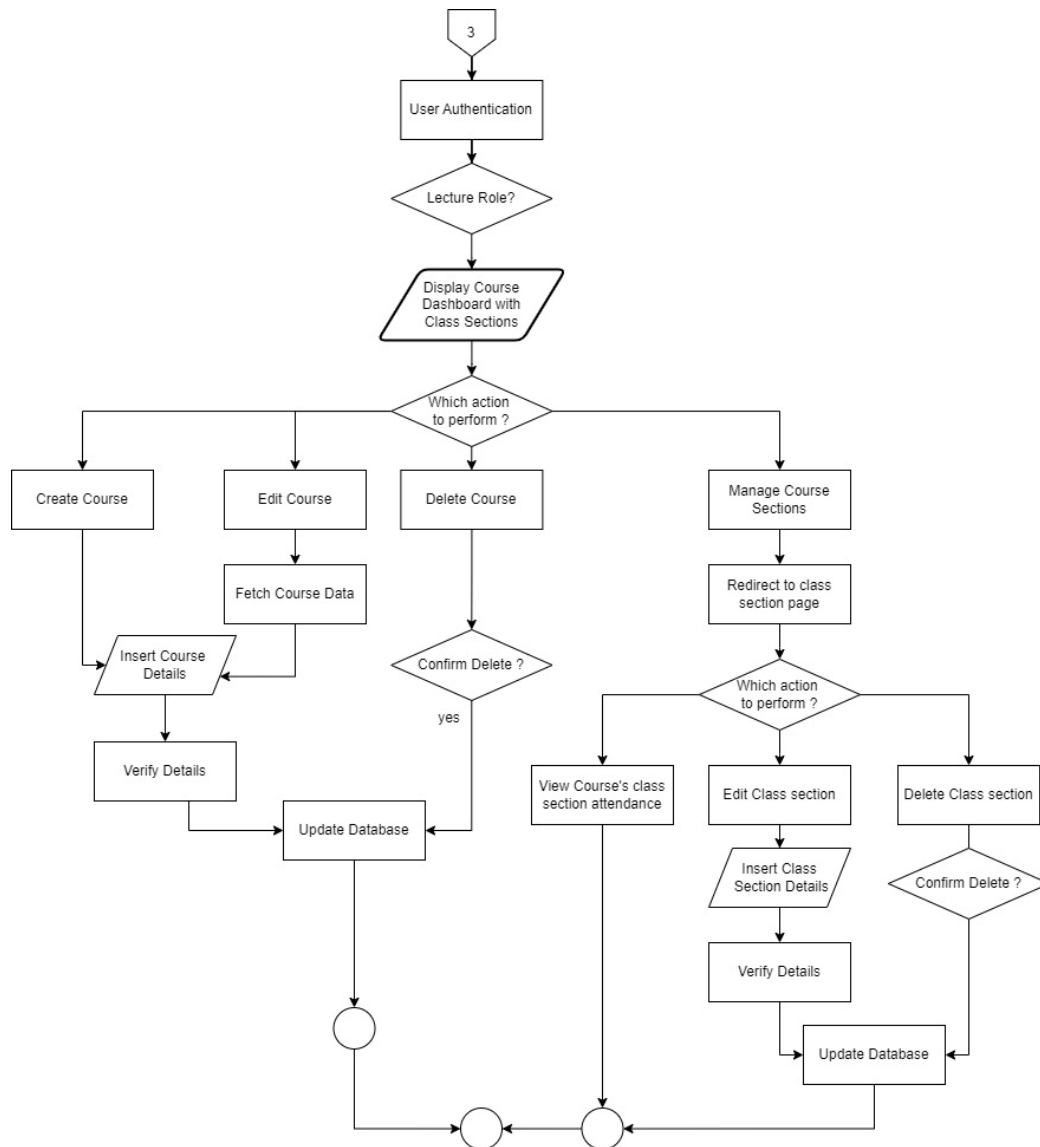 3
User Authentication
Lecture Role?
Display Course
Dashboard with
Class Sections
Which action
to perform ?
Create Course
Edit Course
Delete Course
Manage Course
Sections
Fetch Course Data
Redirect to class
section page
Insert Course
Details
Confirm Delete ?
Which action
to perform ?
yes
Verify Details
View Course's class
section attendance
Edit Class section
Delete Class section
Update Database
Insert Class
Section Details
Confirm Delete ?
Verify Details
Update Database